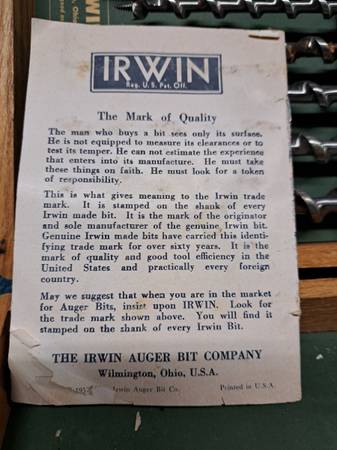 IRWIN
Reg. U. S. Pat. Off.
The Mark of Quality
The man who buys a bit sees only its surface.
He is not equipped to measure its clearances or to
test its temper. He can not estimate the experience
that enters into its manufacture. He must take
these things on faith. He must look for a token
of responsibility.
This is what gives meaning to the Irwin trade
mark. It is stamped on the shank of every
Irwin made bit. It is the mark of the originator
and sole manufacturer of the genuine Irwin bit.
Genuine Irwin made bits have carried this identi-
fying trade mark for over sixty years. It is the
mark of quality and good tool efficiency in the
United States and practically every foreign
country.
May we suggest that when you are in the market
for Auger Bits, insist upon IRWIN. Look for
the trade mark shown above. You will find it
stamped on the shank of every Irwin Bit.
THE IRWIN AUGER BIT COMPANY
Wilmington, Ohio, U.S.A.
Irwin Auger Bit Co. Printed in U.S.A.